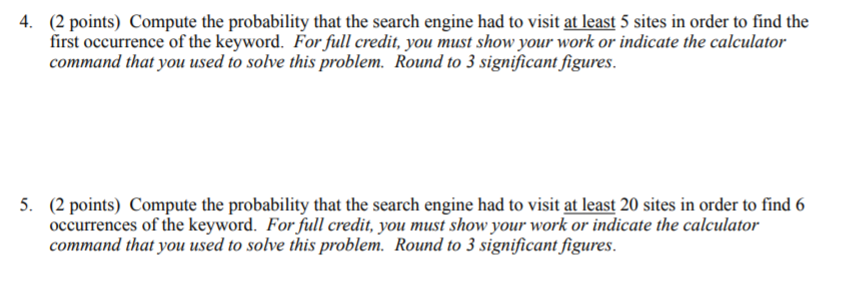 4. (2 points) Compute the probability that the search engine had to visit at least 5 sites in order to find the
first occurrence of the keyword. For full credit, you must show your work or indicate the calculator
command that you used to solve this problem. Round to 3 significant figures.
5. (2 points) Compute the probability that the search engine had to visit at least 20 sites in order to find 6
occurrences of the keyword. For full credit, you must show your work or indicate the calculator
command that you used to solve this problem. Round to 3 significant figures.